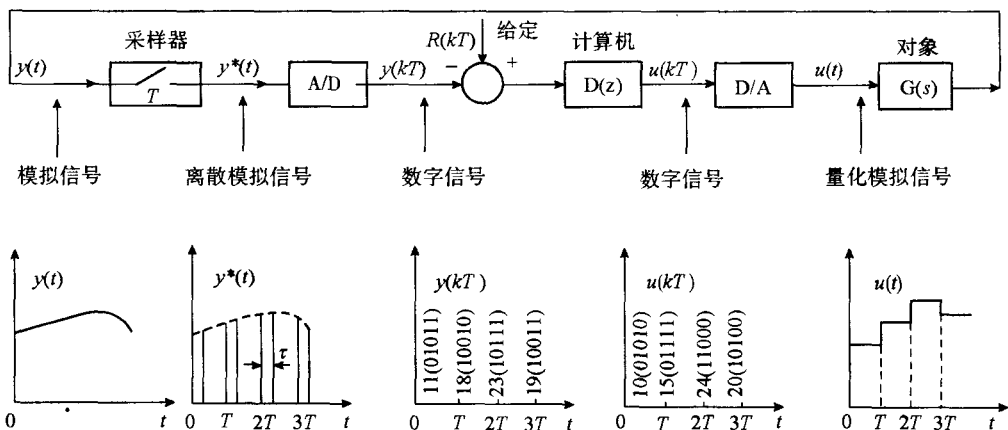 采样器
R(kT)
给定
计算机
对象
y(t)
y*(t)
y(kT)
−
+
u(kT)
u(t)
T
A/D
D(z)
D/A
G(s)
模拟信号
离散模拟信号
数字信号
数字信号
量化模拟信号
y(t)
0
t
y*(t)
τ
0
T
2T
3T
t
y(kT)
11(01011)
18(10010)
23(10111)
19(10011)
0
T
2T
3T
t
u(kT)
10(01010)
15(01111)
24(11000)
20(10100)
0
T
2T
3T
t
u(t)
0
T
2T
3T
t